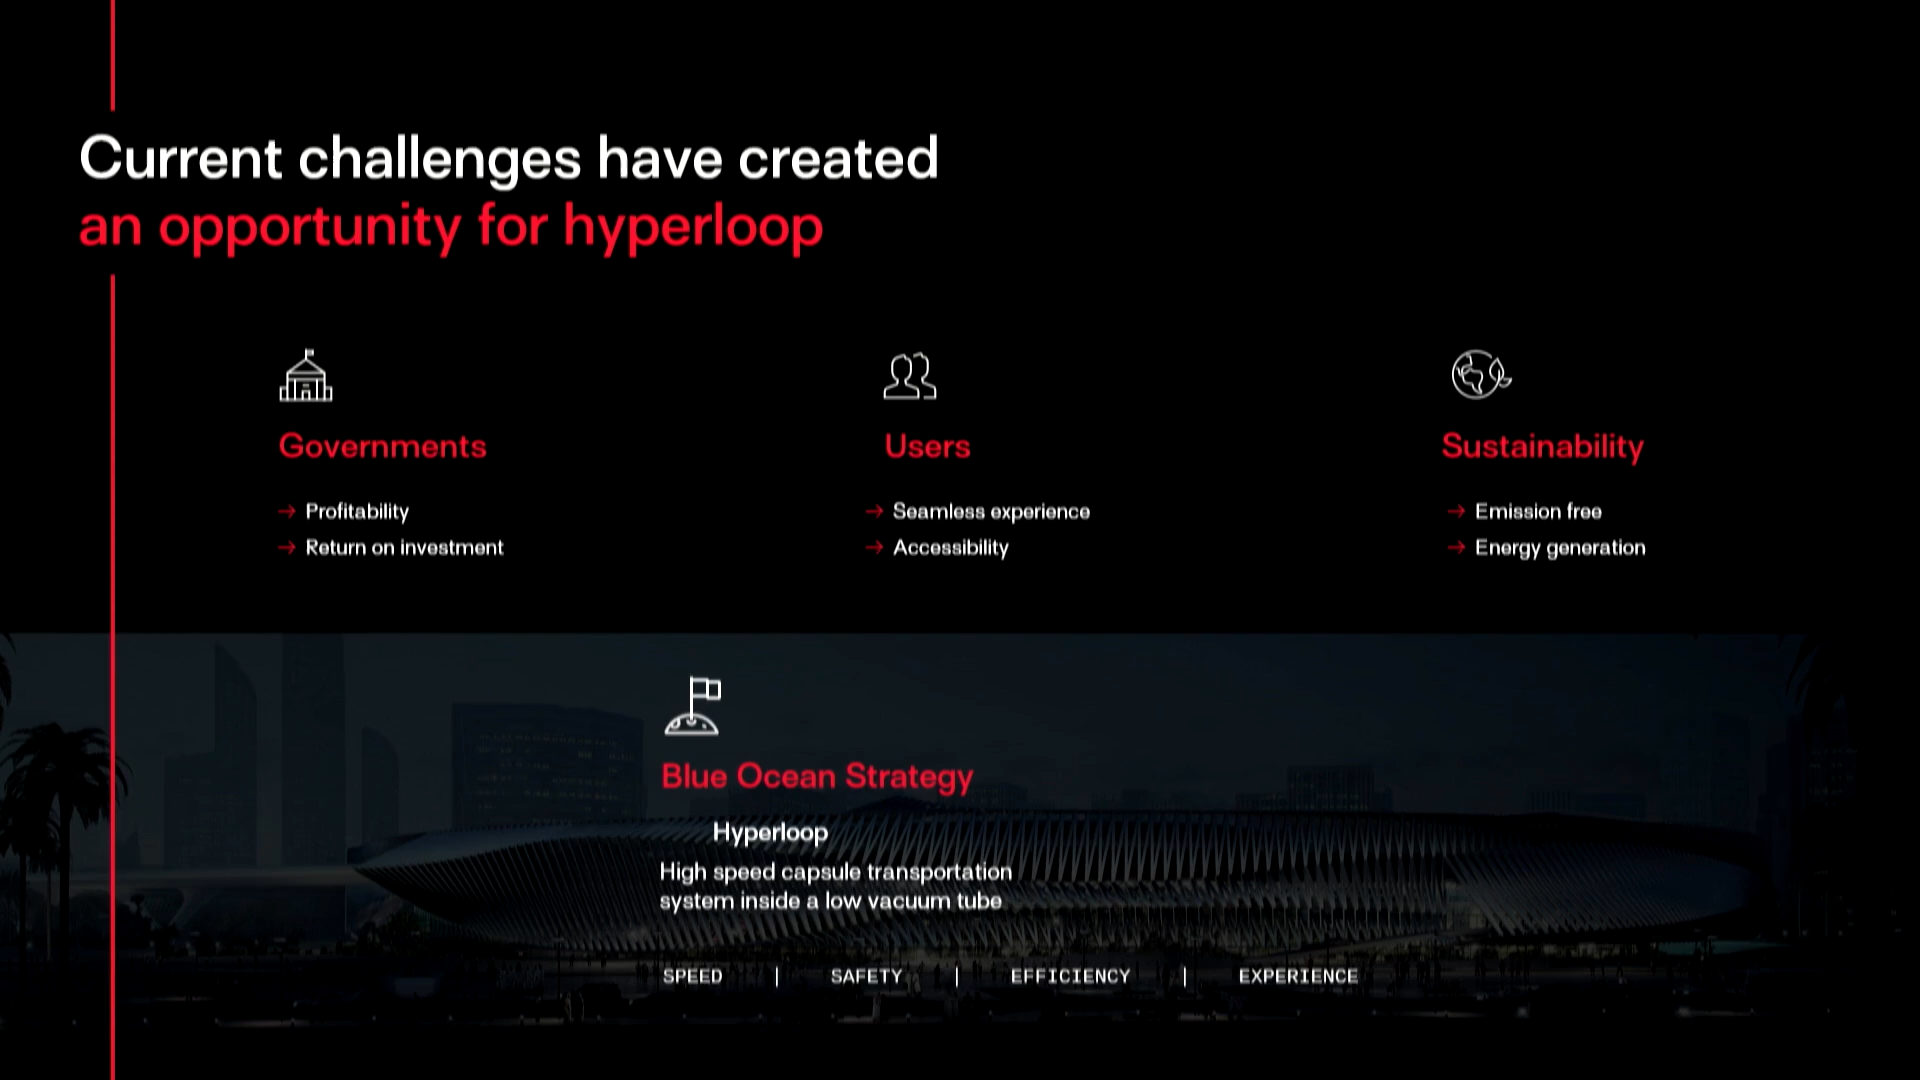 Current challenges have created
an opportunity for hyperloop
Governments
→ Profitability
→ Return on investment
Users
→ Seamless experience
→ Accessibility
Sustainability
→ Emission free
→ Energy generation
Blue Ocean Strategy
Hyperloop
High speed capsule transportation
system inside a low vacuum tube
SPEED | SAFETY | EFFICIENCY | EXPERIENCE